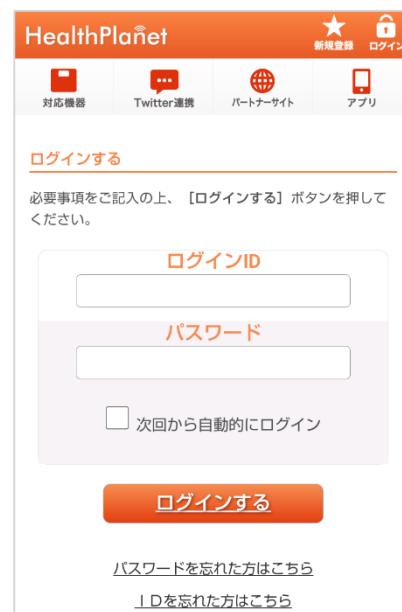 HealthPlanet
新規登録 ログイン
対応機器 Twitter連携 パートナーサイト アプリ
ログインする
必要事項をご記入の上、［ログインする］ボタンを押して
ください。
ログインID
パスワード
次回から自動的にログイン
ログインする
パスワードを忘れた方はこちら
ＩＤを忘れた方はこちら